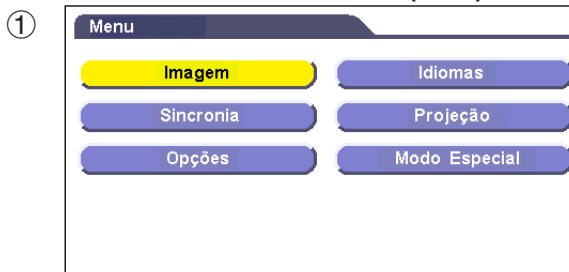 ①
Menu
Imagem Idiomas
Sincronia Projeção
Opções Modo Especial